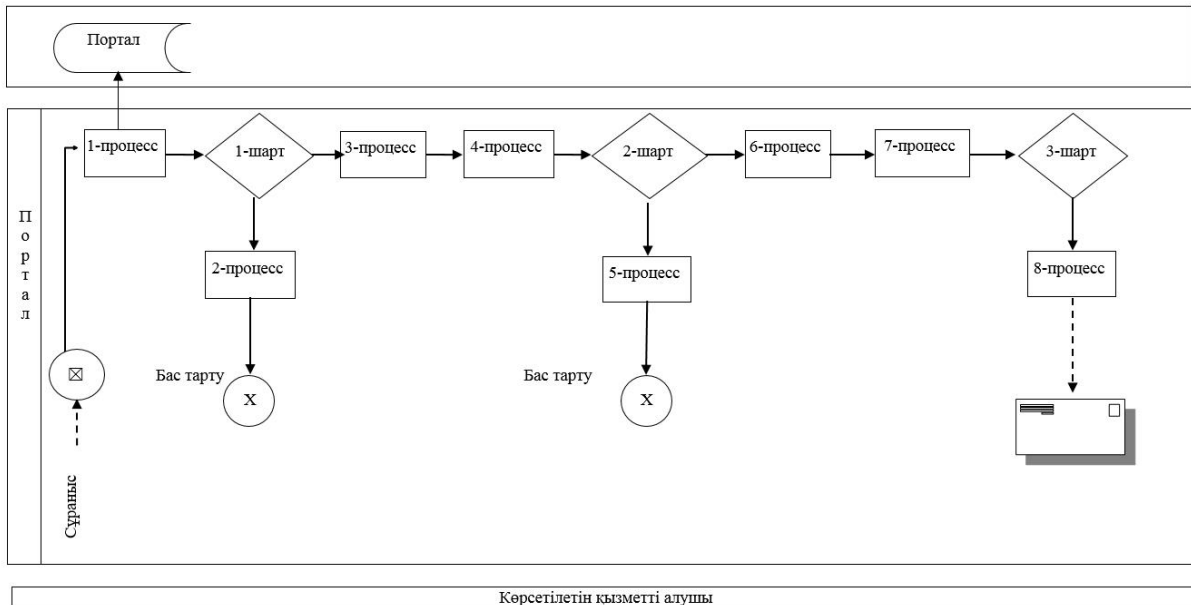 Портал
1-процесс
1-шарт
3-процесс
4-процесс
2-шарт
6-процесс
7-процесс
3-шарт
Портал
2-процесс
5-процесс
8-процесс
Бас тарту
X
Бас тарту
X
Сұраныс
Көрсетілетін қызметті алушы